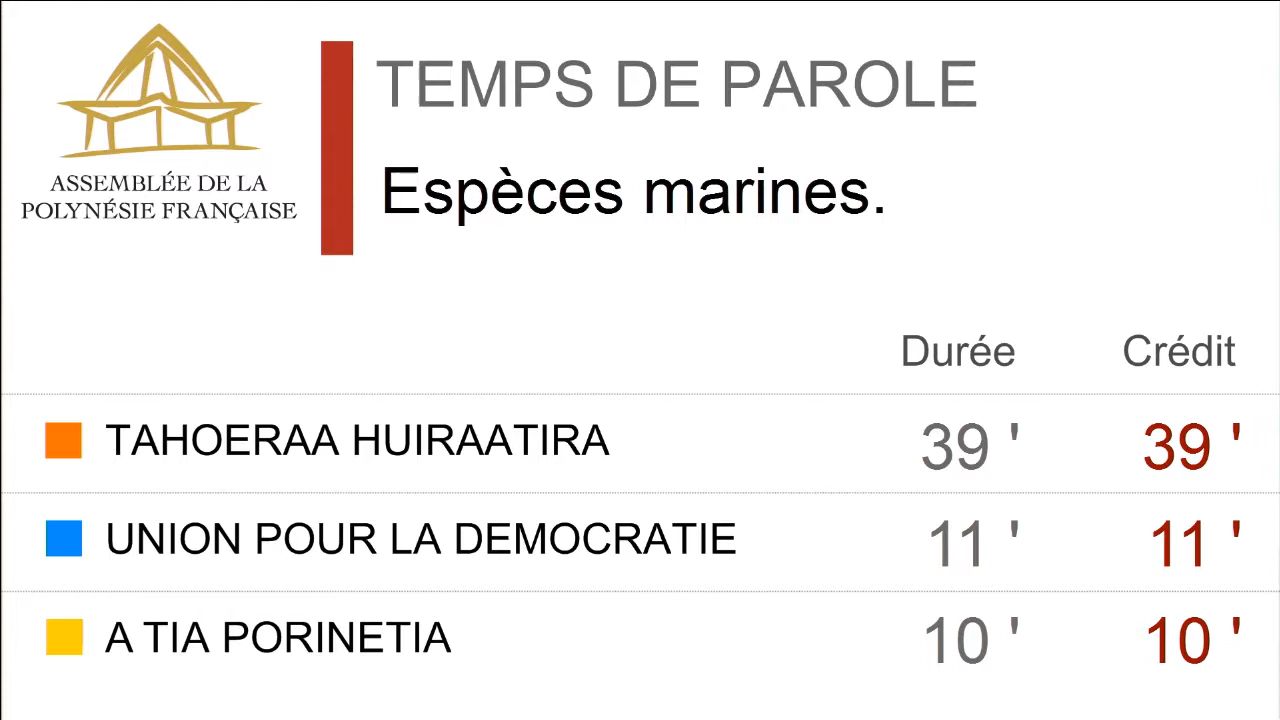 ASSEMBLÉE DE LA
POLYNÉSIE FRANÇAISE
TEMPS DE PAROLE
Espèces marines.
Durée Crédit
TAHOERAA HUIRAATIRA 39 ' 39 '
UNION POUR LA DEMOCRATIE 11 ' 11 '
A TIA PORINETIA 10 ' 10 '